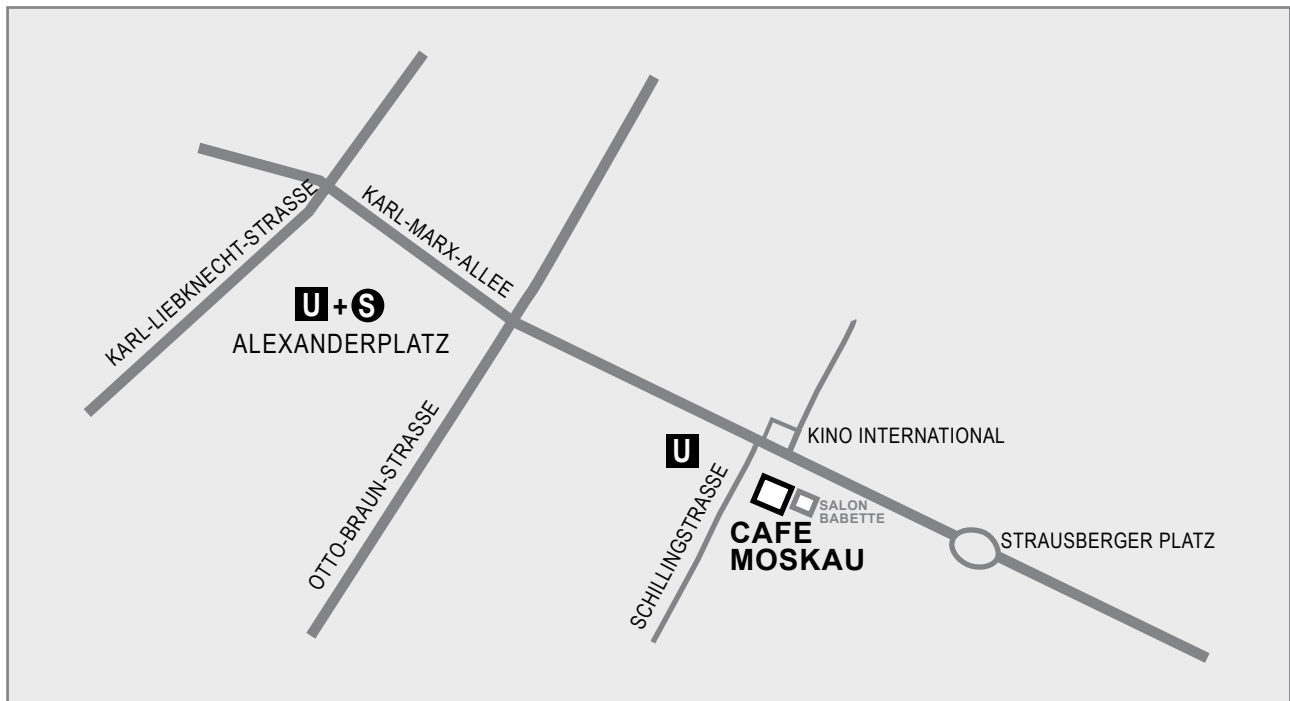 KARL-LIEBKNECHT-STRASSE
KARL-MARX-ALLEE
U+S
ALEXANDERPLATZ
OTTO-BRAUN-STRASSE
U
SCHILLINGSTRASSE
KINO INTERNATIONAL
SALON
BABETTE
CAFE
MOSKAU
STRAUSBERGER PLATZ